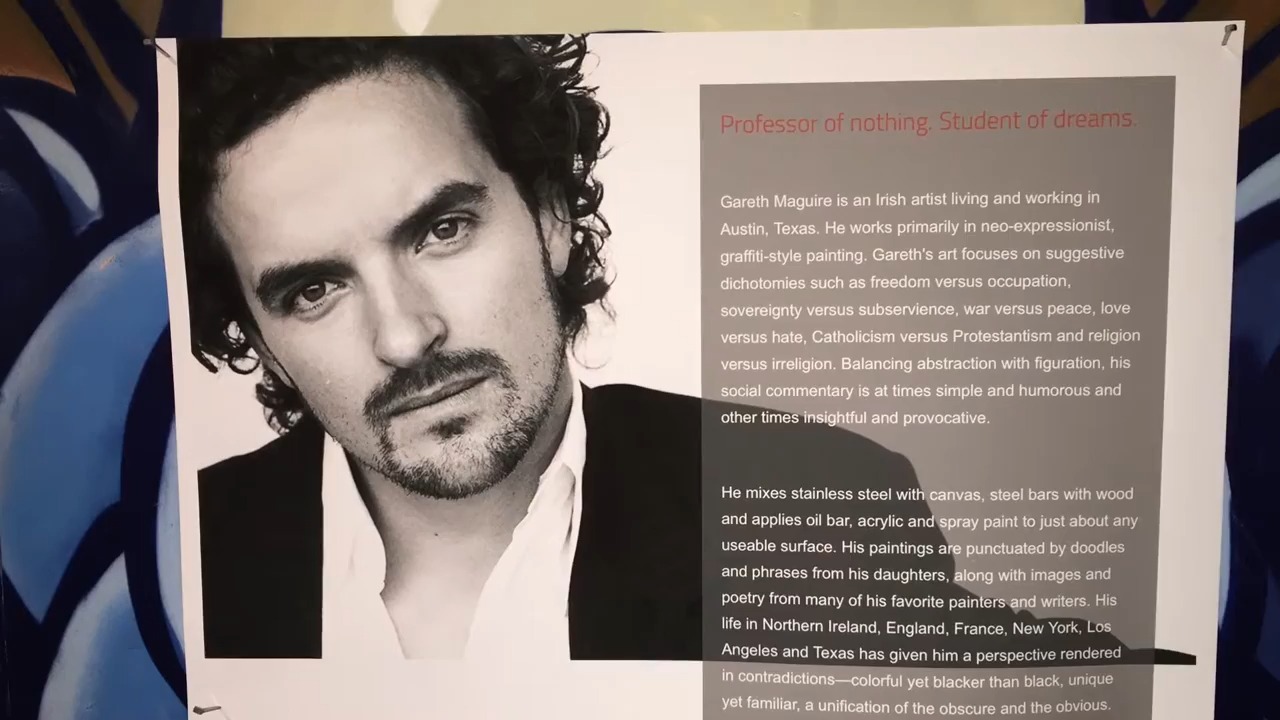 Professor of nothing. Student of dreams.
Gareth Maguire is an Irish artist living and working in
Austin, Texas. He works primarily in neo-expressionist,
graffiti-style painting. Gareth's art focuses on suggestive
dichotomies such as freedom versus occupation,
sovereignty versus subservience, war versus peace, love
versus hate, Catholicism versus Protestantism and religion
versus irreligion. Balancing abstraction with figuration, his
social commentary is at times simple and humorous and
other times insightful and provocative.
He mixes stainless steel with canvas, steel bars with wood
and applies oil bar, acrylic and spray paint to just about any
useable surface. His paintings are punctuated by doodles
and phrases from his daughters, along with images and
poetry from many of his favorite painters and writers. His
life in Northern Ireland, England, France, New York, Los
Angeles and Texas has given him a perspective rendered
in contradictions—colorful yet blacker than black, unique
yet familiar, a unification of the obscure and the obvious.